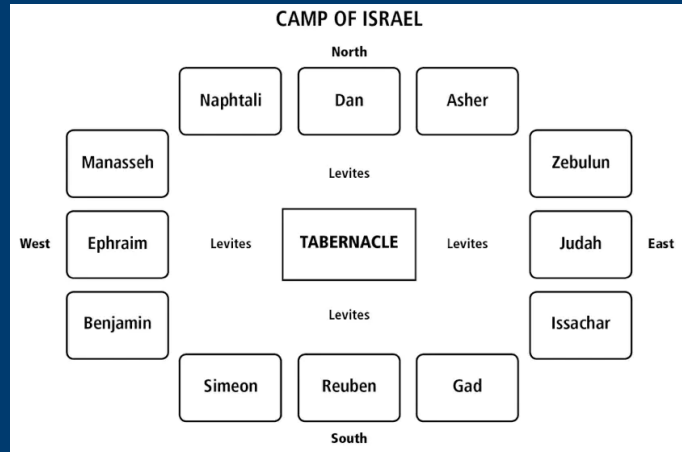 CAMP OF ISRAEL
North
Naphtali Dan Asher
Manasseh Zebulun
Levites
West Ephraim Levites TABERNACLE Levites Judah East
Levites
Benjamin Issachar
Simeon Reuben Gad
South